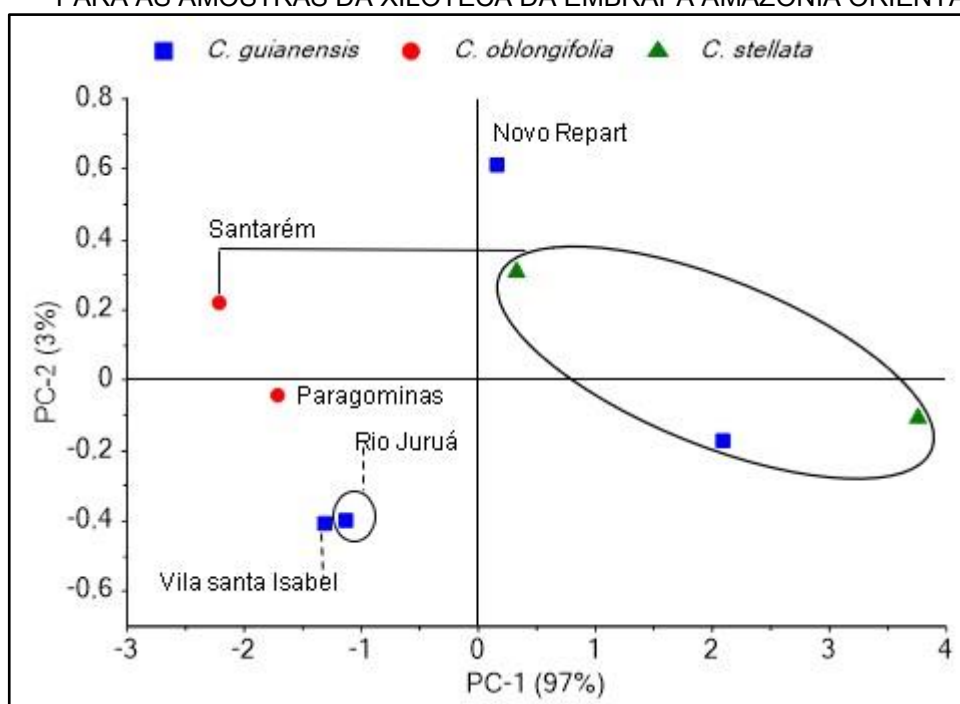 PARA AS AMOSTRAS DA XILOTECA DA EMBRAPA AMAZÔNIA ORIENTA
C. guianensis C. oblongifolia C. stellata
0.8
Novo Repart
0.6
Santarém
0.4
0.2
0
Paragominas
Rio Juruá
-0.2
-0.4
Vila santa Isabel
-0.6
PC-2 (3%)
-3 -2 -1 0 1 2 3 4
PC-1 (97%)